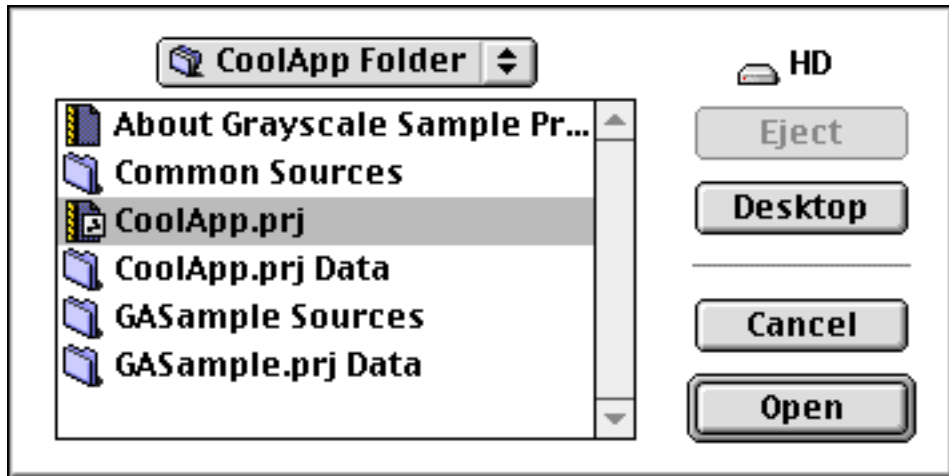 CoolApp Folder
HD
About Grayscale Sample Pr...
Common Sources
CoolApp.prj
CoolApp.prj Data
GASample Sources
GASample.prj Data
Eject
Desktop
Cancel
Open